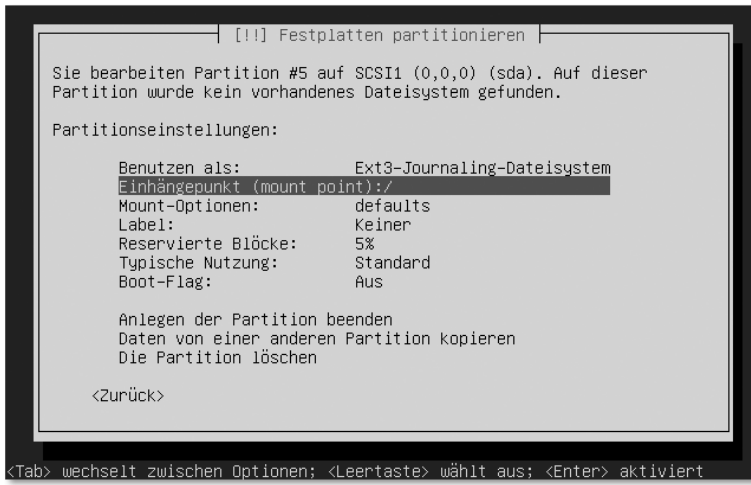 [!!] Festplatten partitionieren
Sie bearbeiten Partition #5 auf SCSI1 (0,0,0) (sda). Auf dieser
Partition wurde kein vorhandenes Dateisystem gefunden.
Partitionseinstellungen:
Benutzen als: Ext3-Journaling-Dateisystem
Einhängepunkt (mount point):/
Mount-Optionen: defaults
Label: Keiner
Reservierte Blöcke: 5%
Typische Nutzung: Standard
Boot-Flag: Aus
Anlegen der Partition beenden
Daten von einer anderen Partition kopieren
Die Partition löschen
<Zurück>
<Tab> wechselt zwischen Optionen; <Leertaste> wählt aus; <Enter> aktiviert